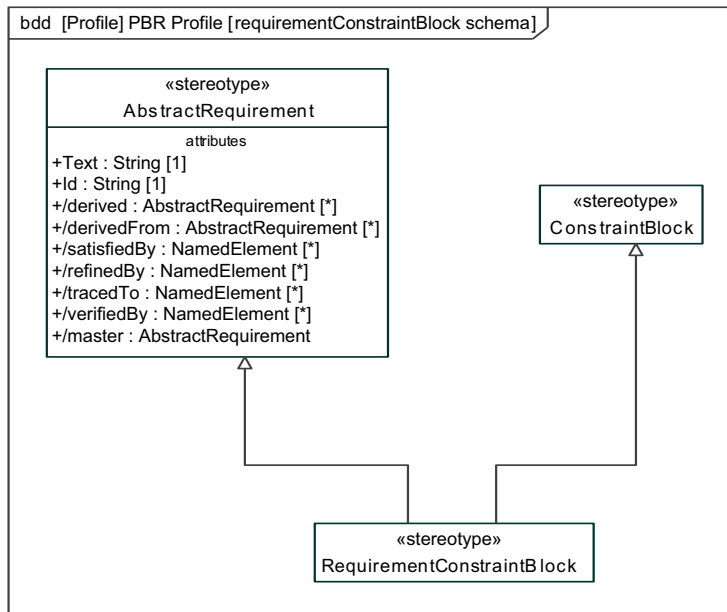 bdd [Profile] PBR Profile [requirementConstraintBlock schema]
«stereotype»
AbstractRequirement
attributes
+Text : String [1]
+Id : String [1]
+/derived : AbstractRequirement [*]
+/derivedFrom : AbstractRequirement [*]
+/satisfiedBy : NamedElement [*]
+/refinedBy : NamedElement [*]
+/tracedTo : NamedElement [*]
+/verifiedBy : NamedElement [*]
+/master : AbstractRequirement
«stereotype»
ConstraintBlock
«stereotype»
RequirementConstraintBlock